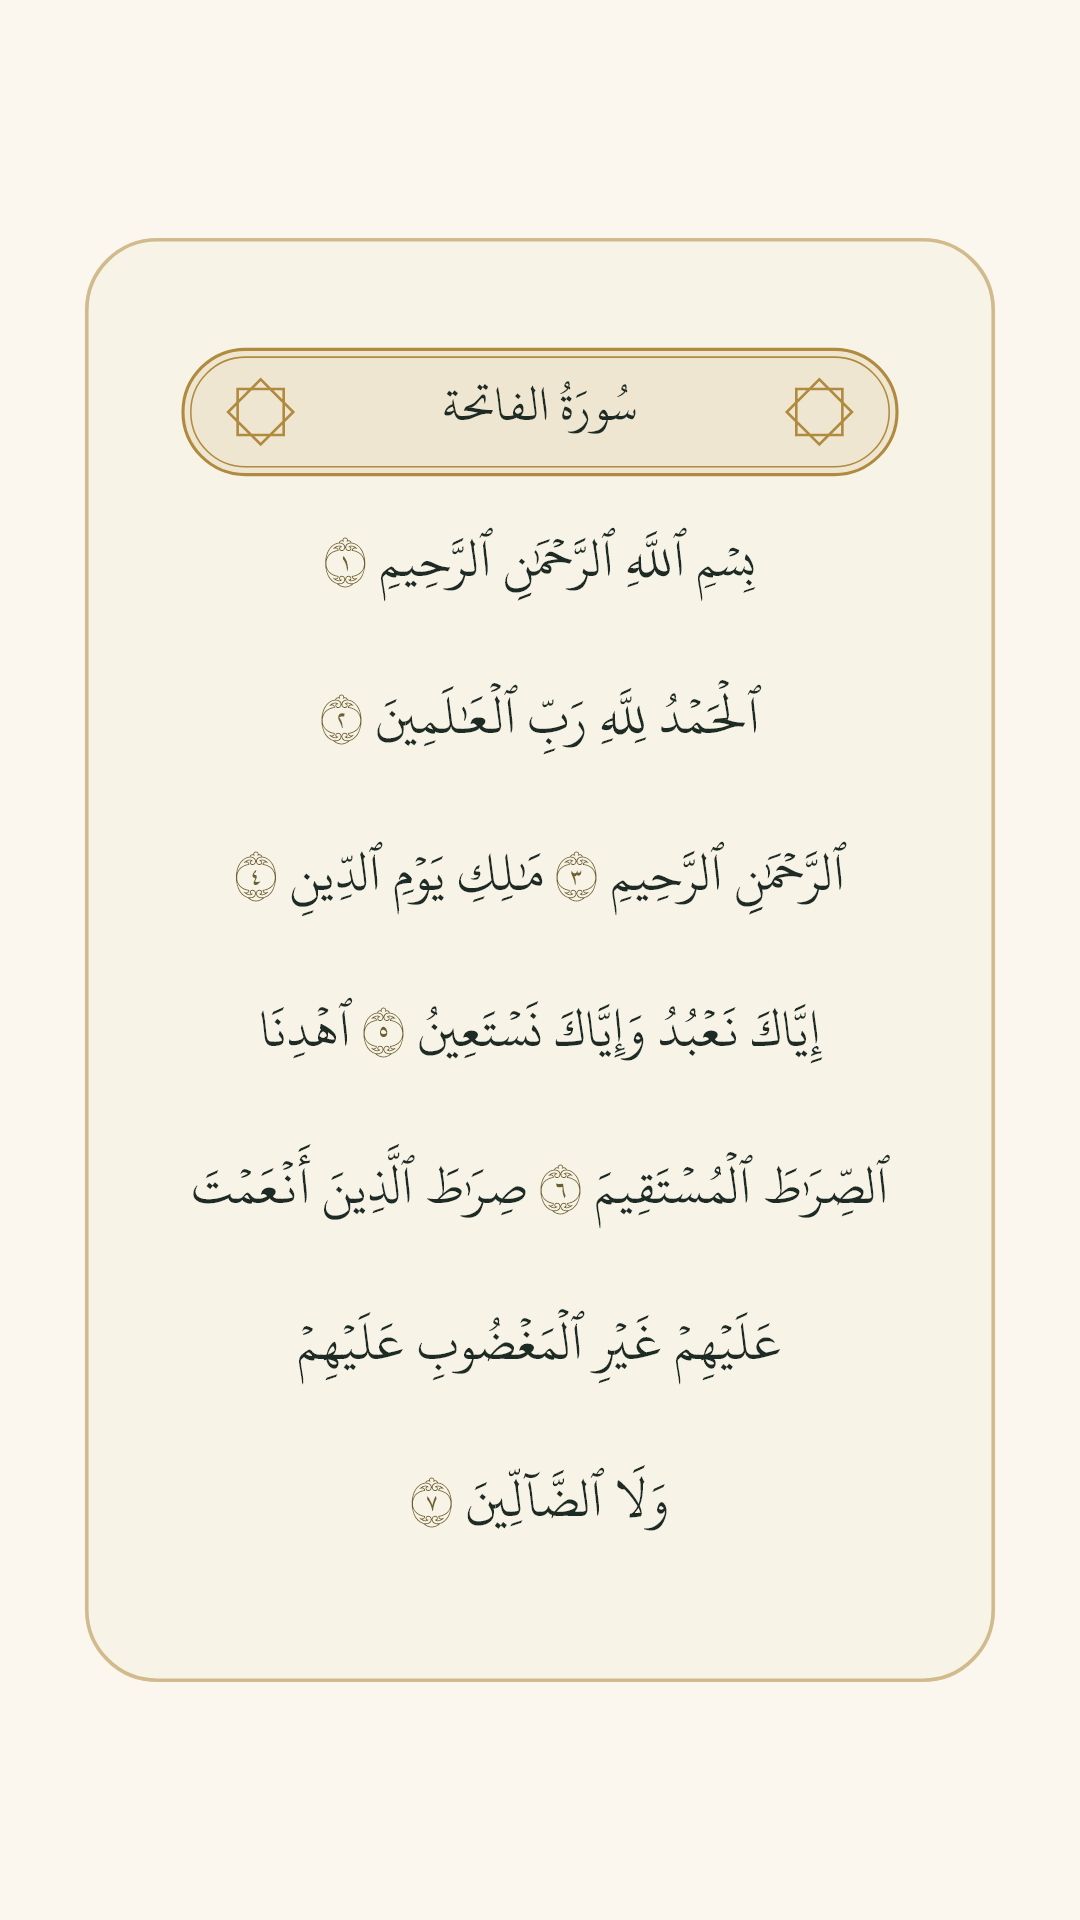 سُورَةُ الفاتحة
بِسۡمِ ٱللَّهِ ٱلرَّحۡمَٰنِ ٱلرَّحِيمِ ١
ٱلۡحَمۡدُ لِلَّهِ رَبِّ ٱلۡعَٰلَمِينَ ٢
ٱلرَّحۡمَٰنِ ٱلرَّحِيمِ ٣ مَٰلِكِ يَوۡمِ ٱلدِّينِ ٤
إِيَّاكَ نَعۡبُدُ وَإِيَّاكَ نَسۡتَعِينُ ٥ ٱهۡدِنَا
ٱلصِّرَٰطَ ٱلۡمُسۡتَقِيمَ ٦ صِرَٰطَ ٱلَّذِينَ أَنۡعَمۡتَ
عَلَيۡهِمۡ غَيۡرِ ٱلۡمَغۡضُوبِ عَلَيۡهِمۡ
وَلَا ٱلضَّآلِّينَ ٧